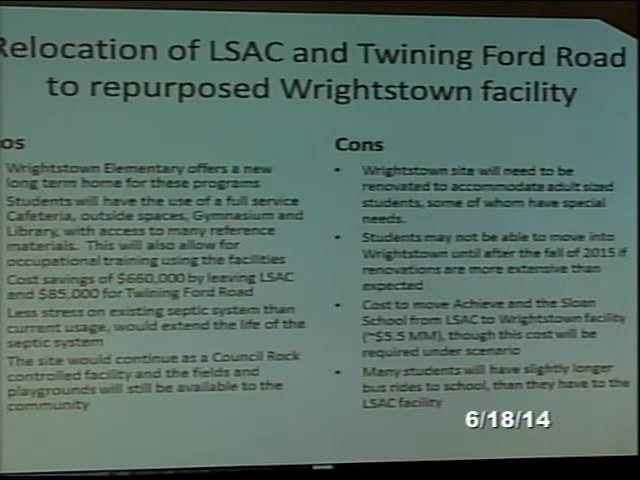 Relocation of LSAC and Twining Ford Road
to repurposed Wrightstown facility
os
Wrightstown Elementary offers a new
long term home for these programs
Students will have the use of a full service
Cafeteria, outside spaces, Gymnasium and
Library, with access to many reference
materials. This will also allow for
occupational training using the facilities
Cost savings of $660,000 by leaving LSAC
and $85,000 for Twining Ford Road
Less stress on existing septic system than
current usage, would extend the life of the
septic system
The site would continue as a Council Rock
controlled facility and the fields and
playgrounds will still be available to the
community
Cons
• Wrightstown site will need to be
renovated to accommodate adult sized
students, some of whom have special
needs.
• Students may not be able to move into
Wrightstown until after the fall of 2015 if
renovations are more extensive than
expected
• Cost to move Achieve and the Sloan
School from LSAC to Wrightstown facility
(~$5.5 MM), though this cost will be
required under scenario
• Many students will have slightly longer
bus rides to school, than they have to the
LSAC facility
6/18/14